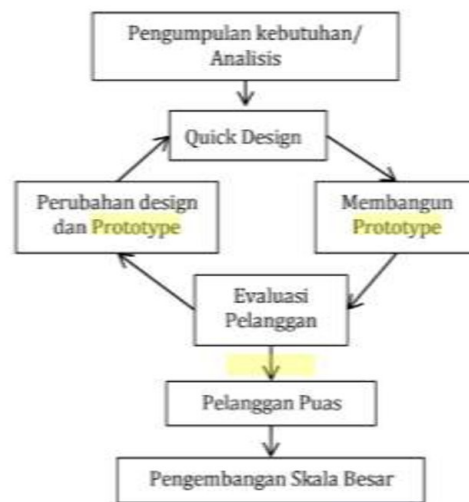 Pengumpulan kebutuhan/
Analisis
Quick Design
Perubahan design
dan Prototype
Membangun
Prototype
Evaluasi
Pelanggan
Pelanggan Puas
Pengembangan Skala Besar